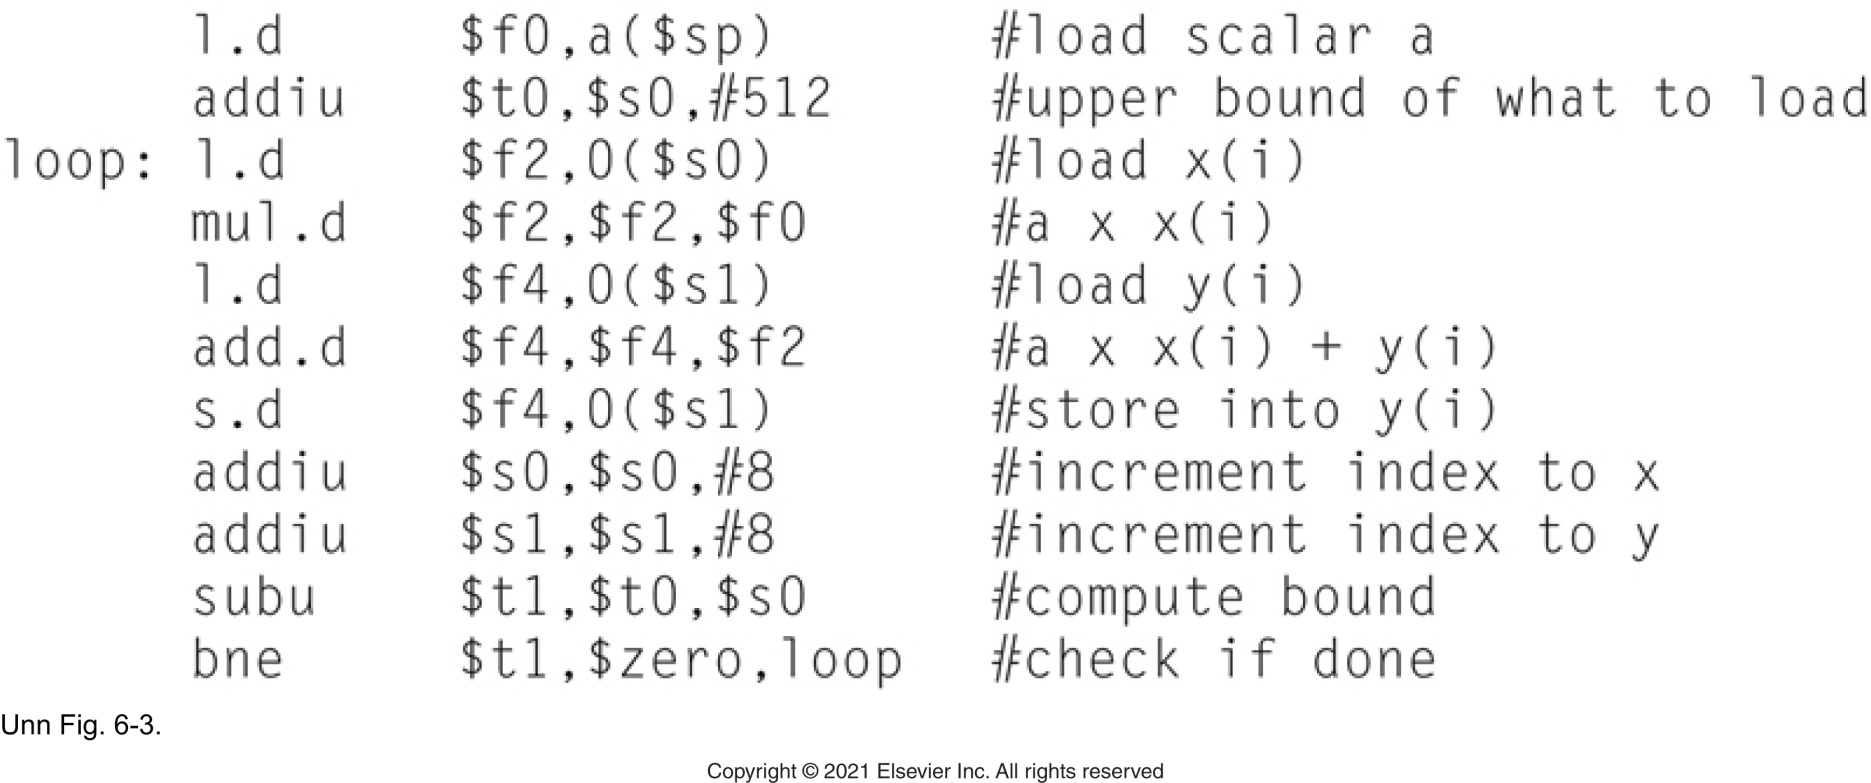 l.d $f0,a($sp) #load scalar a
addiu $t0,$s0,#512 #upper bound of what to load
loop: l.d $f2,0($s0) #load x(i)
mul.d $f2,$f2,$f0 #a x x(i)
l.d $f4,0($s1) #load y(i)
add.d $f4,$f4,$f2 #a x x(i) + y(i)
s.d $f4,0($s1) #store into y(i)
addiu $s0,$s0,#8 #increment index to x
addiu $s1,$s1,#8 #increment index to y
subu $t1,$t0,$s0 #compute bound
bne $t1,$zero,loop #check if done
Unn Fig. 6-3.
Copyright © 2021 Elsevier Inc. All rights reserved